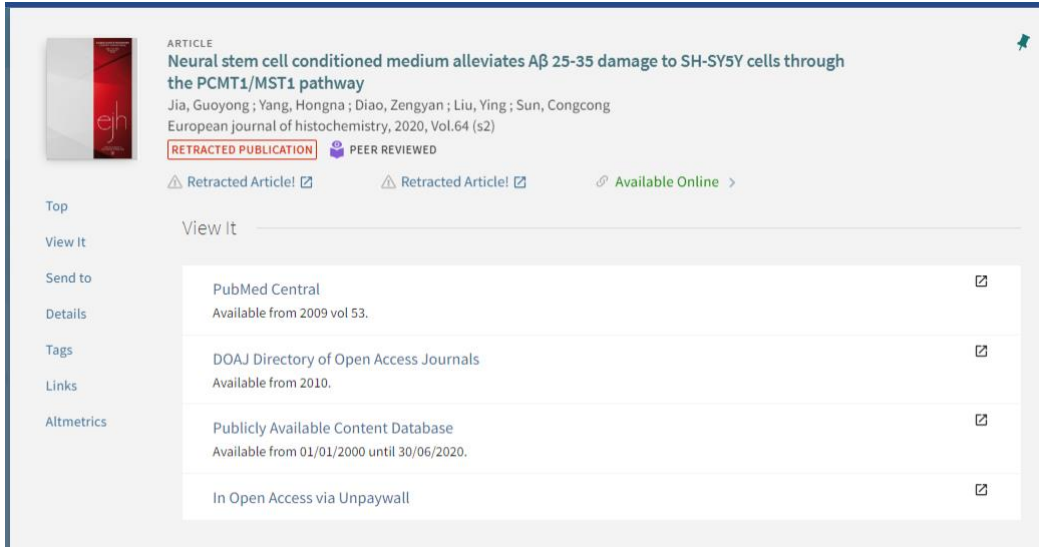 ejh
ARTICLE
Neural stem cell conditioned medium alleviates Aβ 25-35 damage to SH-SY5Y cells through
the PCMT1/MST1 pathway
Jia, Guoyong ; Yang, Hongna ; Diao, Zengyan ; Liu, Ying ; Sun, Congcong
European journal of histochemistry, 2020, Vol.64 (s2)
RETRACTED PUBLICATION PEER REVIEWED
Retracted Article! Retracted Article! Available Online
Top
View It
Send to
Details
Tags
Links
Altmetrics
View It
PubMed Central
Available from 2009 vol 53.
DOAJ Directory of Open Access Journals
Available from 2010.
Publicly Available Content Database
Available from 01/01/2000 until 30/06/2020.
In Open Access via Unpaywall